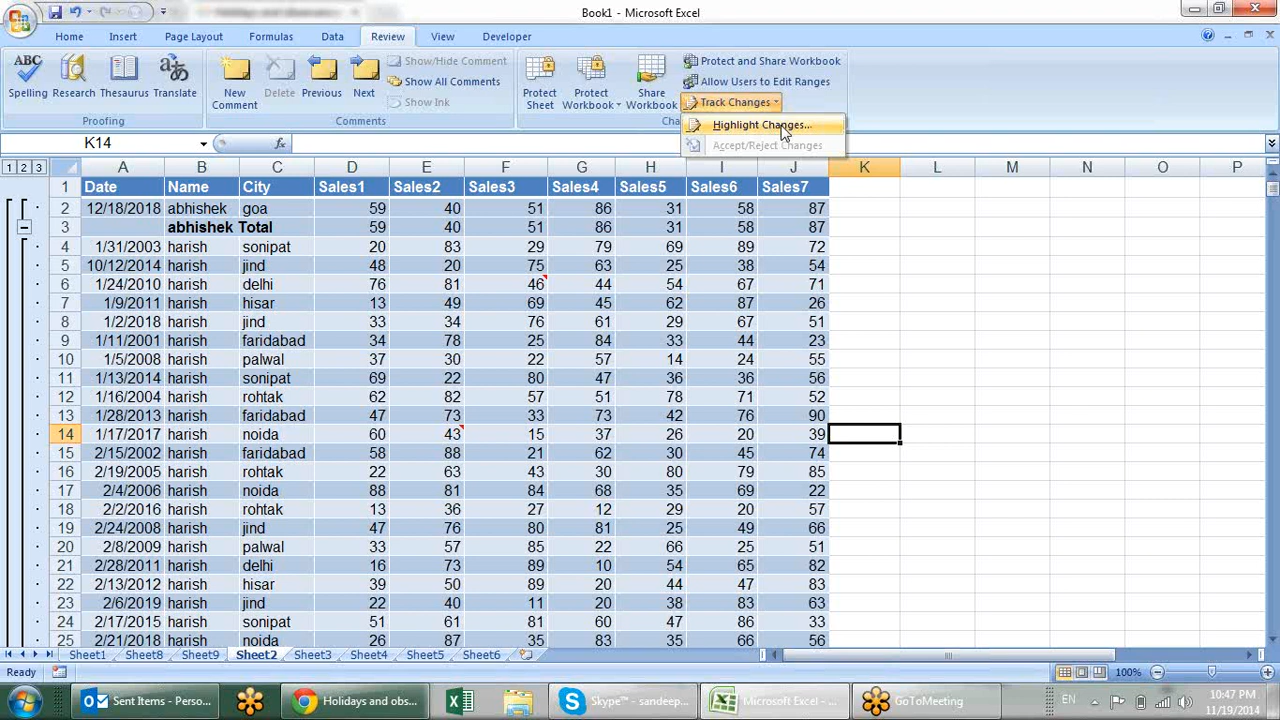 Book1 - Microsoft Excel
Home Insert Page Layout Formulas Data Review View Developer
ABC
Spelling Research Thesaurus Translate
Proofing
New Comment Delete Previous Next
Show/Hide Comment
Show All Comments
Show Ink
Comments
Protect Sheet Protect Workbook Share Workbook
Protect and Share Workbook
Allow Users to Edit Ranges
Track Changes
Highlight Changes...
Accept/Reject Changes
K14 fx
1 2 3 A B C D E F G H I J K L M N O P
1 Date Name City Sales1 Sales2 Sales3 Sales4 Sales5 Sales6 Sales7
2 12/18/2018 abhishek goa 59 40 51 86 31 58 87
3 abhishek Total 59 40 51 86 31 58 87
4 1/31/2003 harish sonipat 20 83 29 79 69 89 72
5 10/12/2014 harish jind 48 20 75 63 25 38 54
6 1/24/2010 harish delhi 76 81 46 44 54 67 71
7 1/9/2011 harish hisar 13 49 69 45 62 87 26
8 1/2/2018 harish jind 33 34 76 61 29 67 51
9 1/11/2001 harish faridabad 34 78 25 84 33 44 23
10 1/5/2008 harish palwal 37 30 22 57 14 24 55
11 1/13/2014 harish sonipat 69 22 80 47 36 36 56
12 1/16/2004 harish rohtak 62 82 57 51 78 71 52
13 1/28/2013 harish faridabad 47 73 33 73 42 76 90
14 1/17/2017 harish noida 60 43 15 37 26 20 39
15 2/15/2002 harish faridabad 58 88 21 62 30 45 74
16 2/19/2005 harish rohtak 22 63 43 30 80 79 85
17 2/4/2006 harish noida 88 81 84 68 35 69 22
18 2/2/2016 harish rohtak 13 36 27 12 29 20 57
19 2/24/2008 harish jind 47 76 80 81 25 49 66
20 2/8/2009 harish palwal 33 57 85 22 66 25 51
21 2/28/2011 harish delhi 16 73 89 10 54 65 82
22 2/13/2012 harish hisar 39 50 89 20 44 47 83
23 2/6/2019 harish jind 22 40 11 20 38 83 63
24 2/17/2015 harish sonipat 51 61 81 60 47 86 33
25 2/21/2018 harish noida 26 87 35 83 35 66 56
Sheet1 Sheet8 Sheet9 Sheet2 Sheet3 Sheet4 Sheet5 Sheet6
Ready 100%
Sent Items - Perso... Holidays and obs... Skype™ - sandeep... Microsoft Excel - ... GoToMeeting EN 10:47 PM
11/19/2014